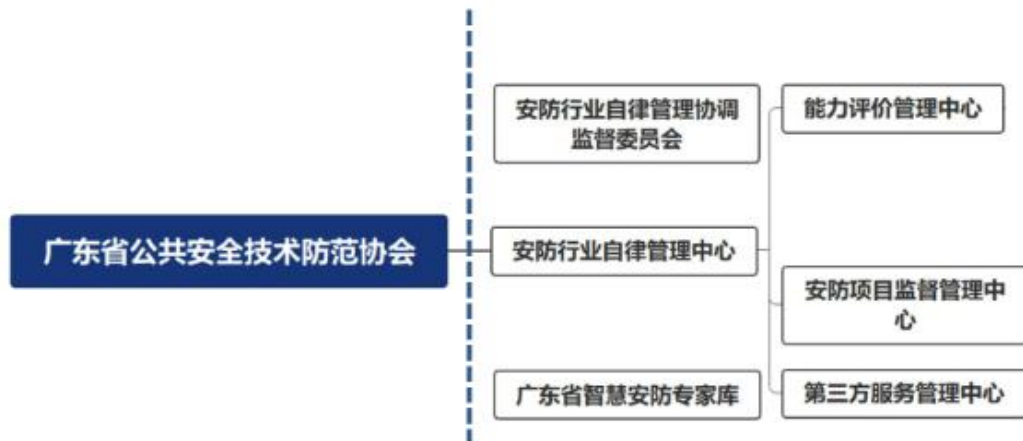 广东省公共安全技术防范协会
安防行业自律管理协调
监督委员会
安防行业自律管理中心
广东省智慧安防专家库
能力评价管理中心
安防项目监督管理中
心
第三方服务管理中心